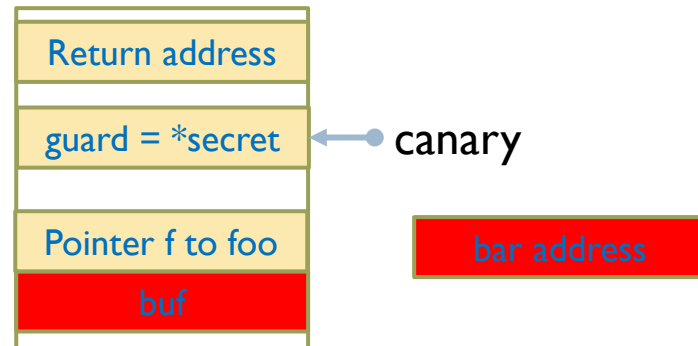 Return address
guard = *secret
canary
Pointer f to foo
bar address
buf